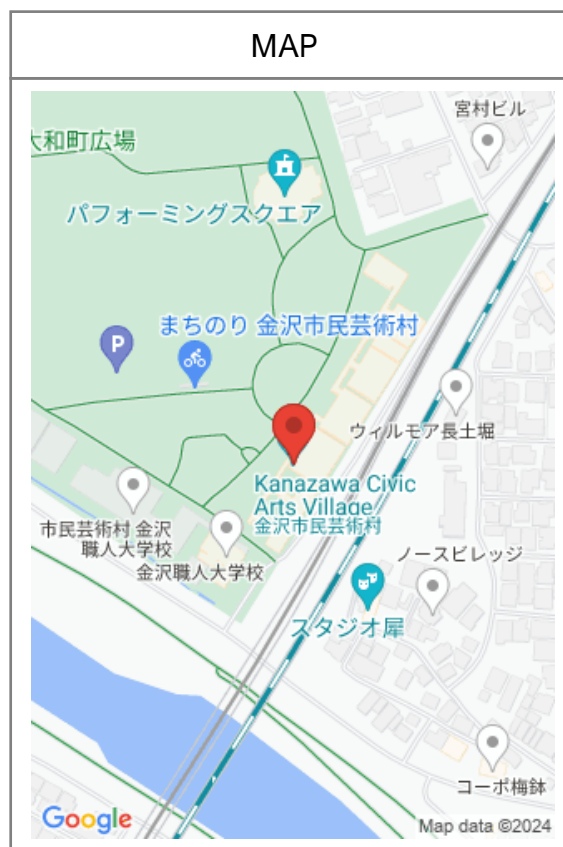 MAP
宮村ビル
大和町広場
パフォーミングスクエア
P
まちのり 金沢市民芸術村
ウィルモア長土堀
Kanazawa Civic
Arts Village
金沢市民芸術村
市民芸術村 金沢
職人大学校
金沢職人大学校
ノースビレッジ
スタジオ犀
コーポ梅鉢
Google
Map data ©2024